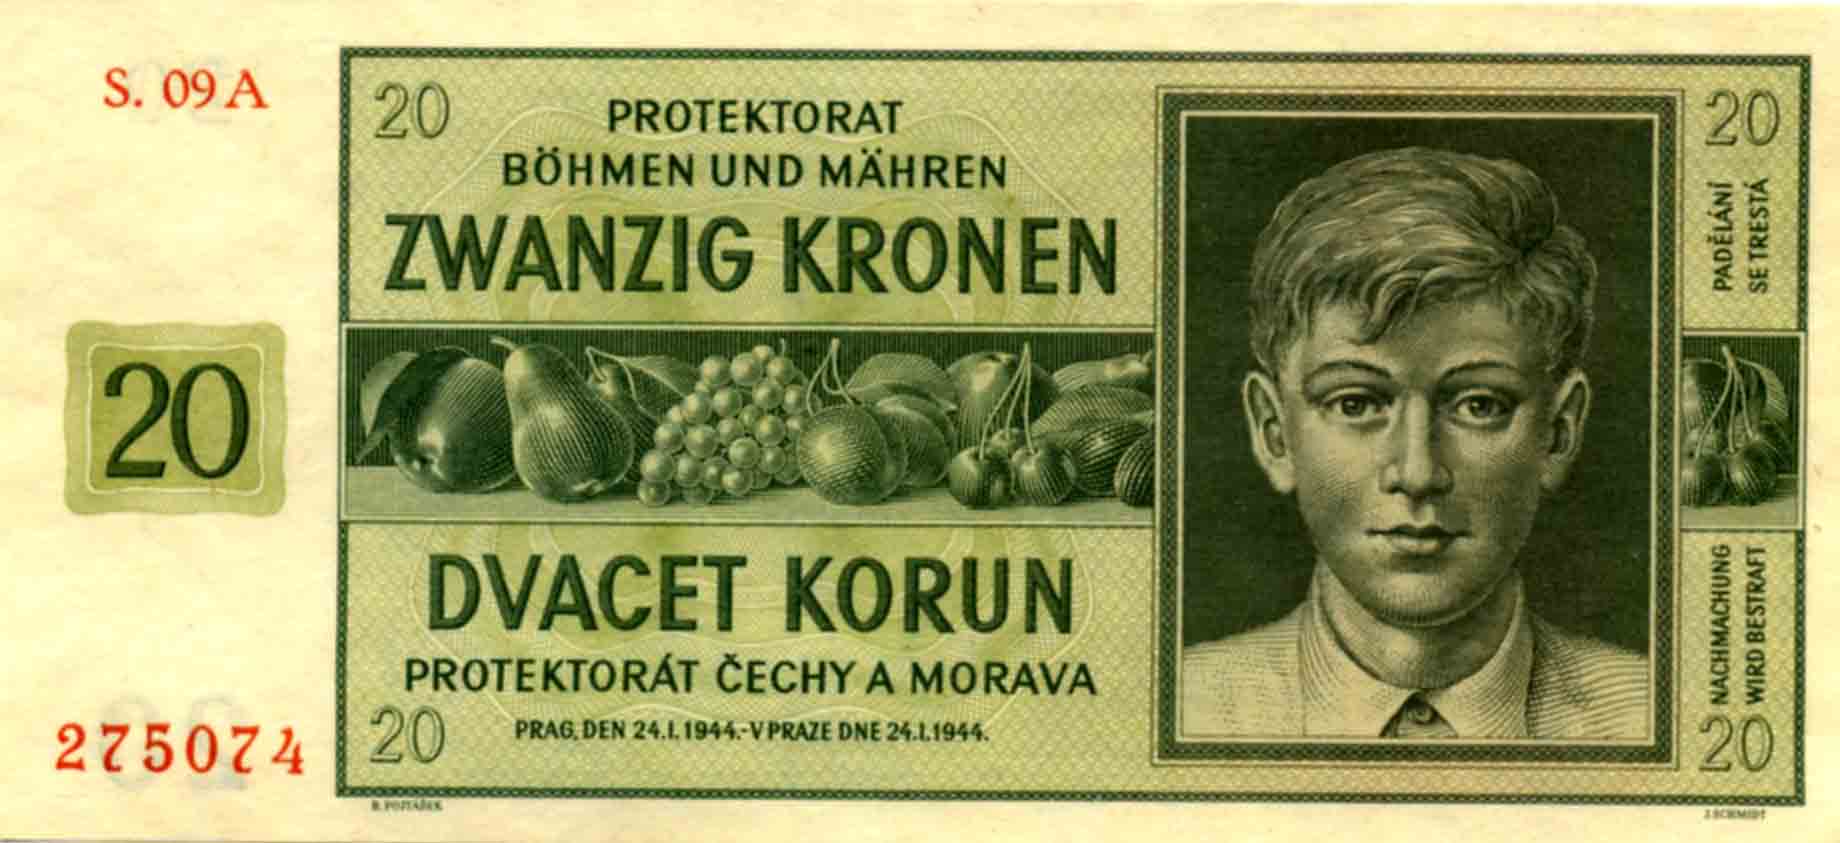 S. 09 A
20
PROTEKTORAT
BÖHMEN UND MÄHREN
ZWANZIG KRONEN
20
PADĚLÁNÍ
SE TRESTÁ
20
DVACET KORUN
PROTEKTORÁT ČECHY A MORAVA
PRAG, DEN 24.I.1944.-V PRAZE DNE 24.I.1944.
NACHMACHUNG
WIRD BESTRAFT
275074
20
20
J. SCHMIDT